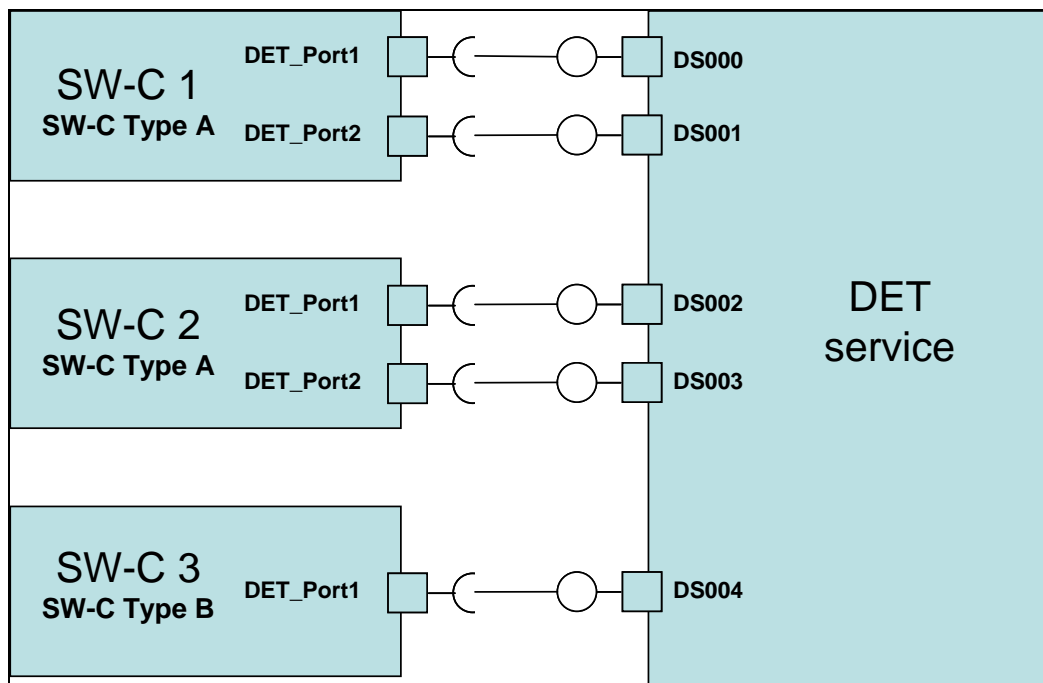 SW-C 1
SW-C Type A
DET_Port1
DS000
DET_Port2
DS001
SW-C 2
SW-C Type A
DET_Port1
DS002
DET_Port2
DS003
SW-C 3
SW-C Type B
DET_Port1
DS004
DET
service